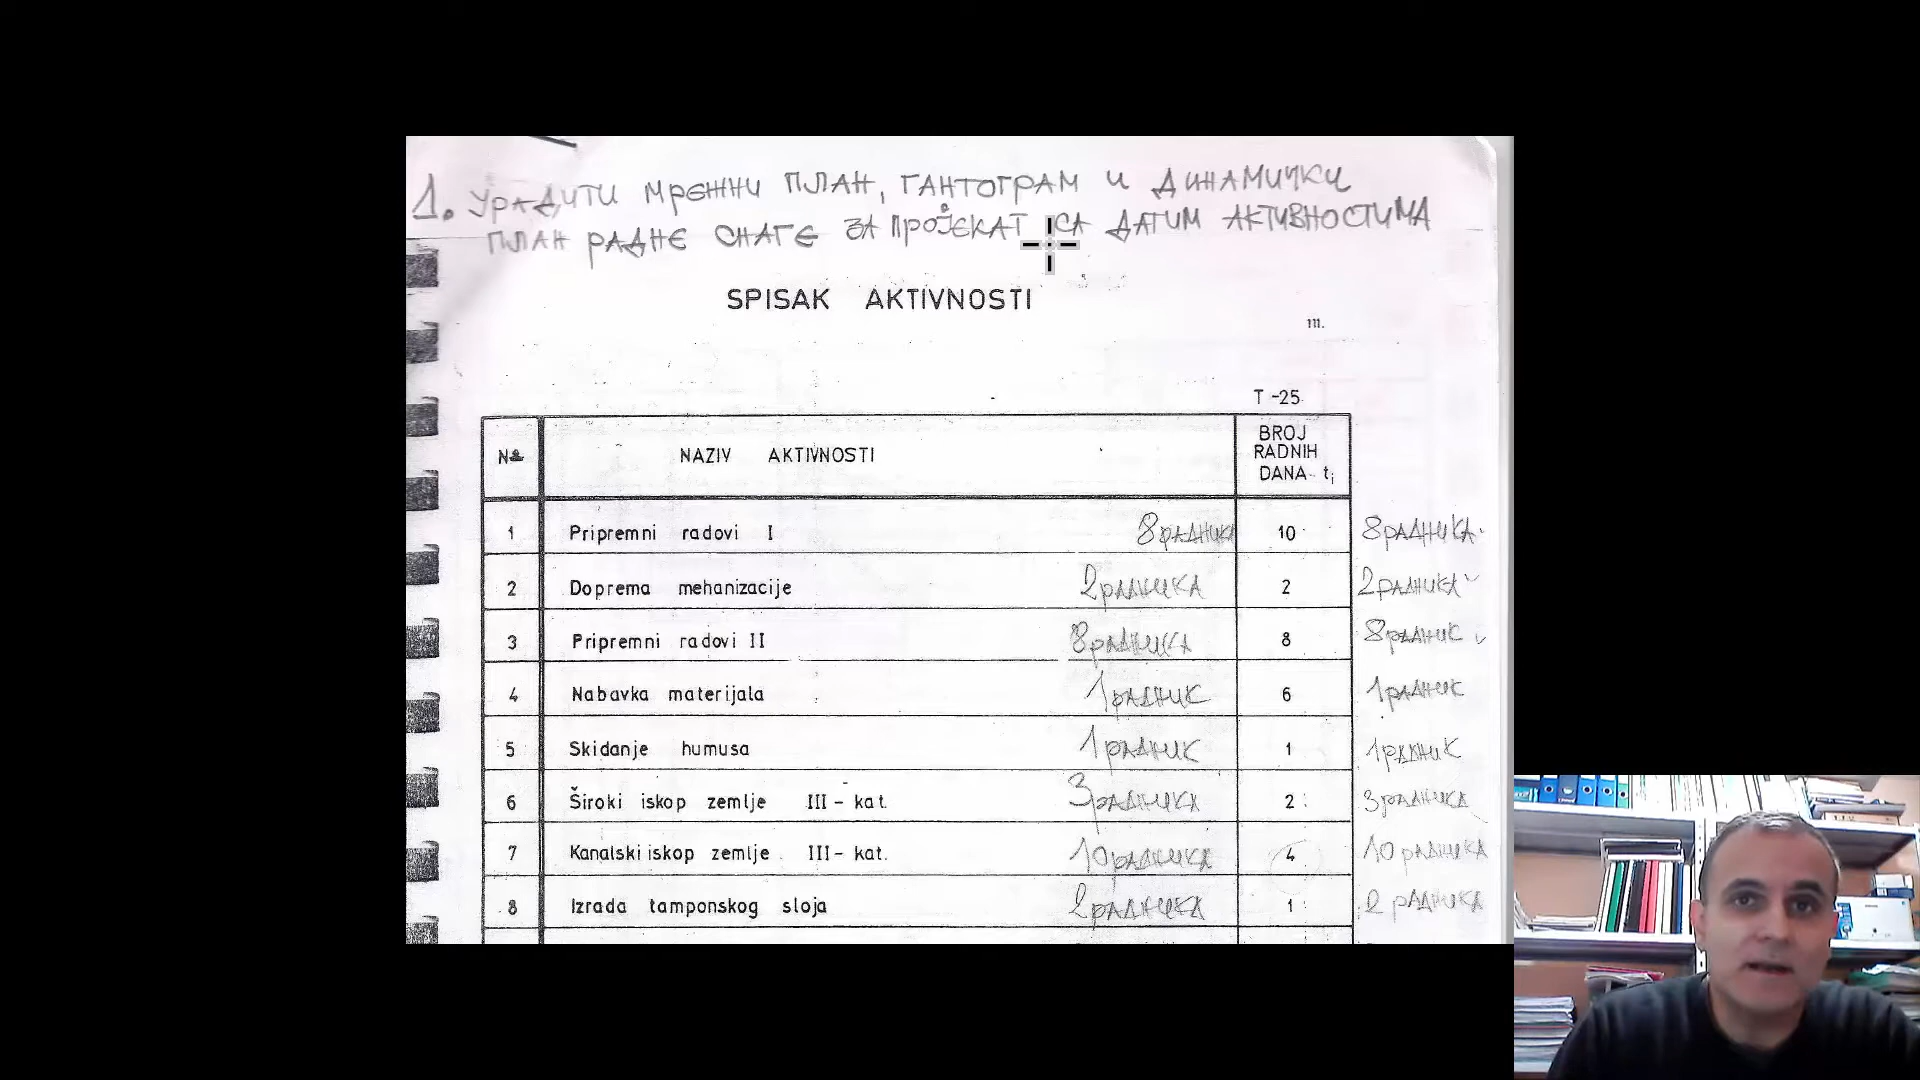 1. УРАДИТИ МРЕЖНИ ПЛАН, ГАНТОГРАМ И ДИНАМИЧКИ
ПЛАН РАДНЕ СНАГЕ ЗА ПРОЈЕКАТ СА ДАТИМ АКТИВНОСТИМА
SPISAK AKTIVNOSTI
III.
T-25
№ NAZIV AKTIVNOSTI BROJ RADNIH DANA ti
1 Pripremni radovi I 8 РАДНИКА 10 8 РАДНИКА
2 Doprema mehanizacije 2 РАДНИКА 2 2 РАДНИКА
3 Pripremni radovi II 8 РАДНИКА 8 8 РАДНИК
4 Nabavka materijala 1 РАДНИК 6 1 РАДНИК
5 Skidanje humusa 1 РАДНИК 1 1 РАДНИК
6 Široki iskop zemlje III - kat. 3 РАДНИКА 2 3 РАДНИКА
7 Kanalski iskop zemlje III - kat. 10 РАДНИКА 4 10 РАДНИКА
8 Izrada tamponskog sloja 2 РАДНИКА 1 2 РАДНИКА